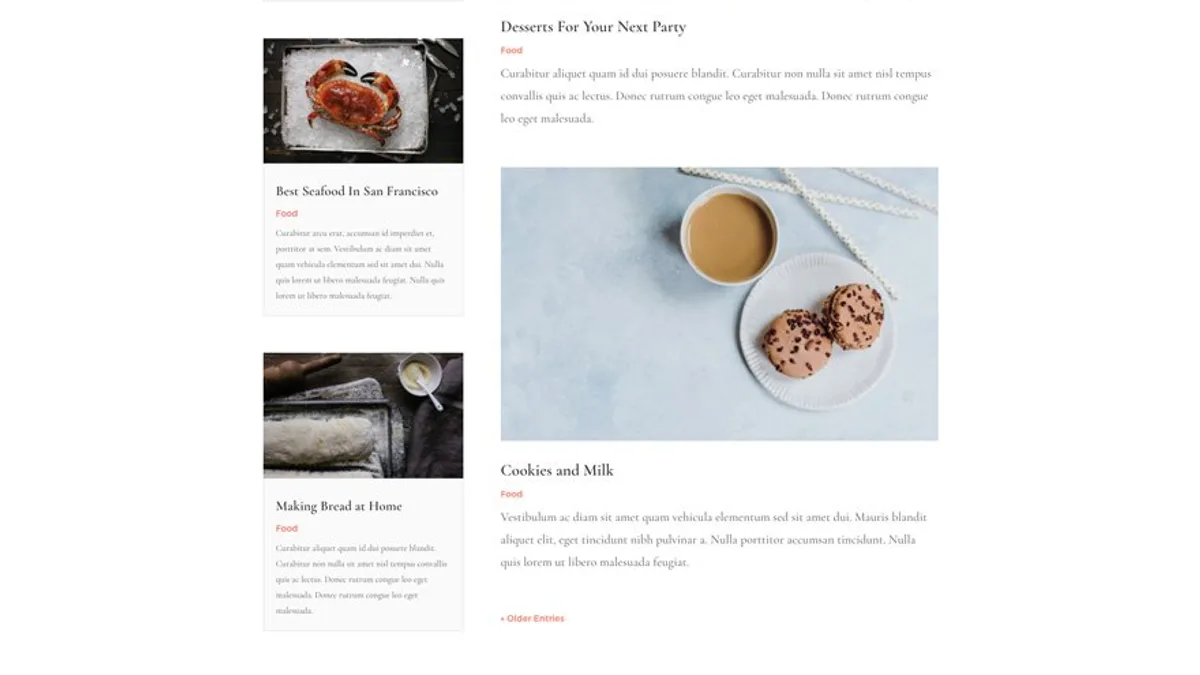 Best Seafood In San Francisco
Food
Curabitur arcu erat, accumsan id imperdiet et,
porttitor at sem. Vestibulum ac diam sit amet
quam vehicula elementum sed sit amet dui. Nulla
quis lorem ut libero malesuada feugiat. Nulla quis
lorem ut libero malesuada feugiat.
Making Bread at Home
Food
Curabitur aliquet quam id dui posuere blandit.
Curabitur non nulla sit amet nisl tempus convallis
quis ac lectus. Donec rutrum congue leo eget
malesuada. Donec rutrum congue leo eget
malesuada.
Desserts For Your Next Party
Food
Curabitur aliquet quam id dui posuere blandit. Curabitur non nulla sit amet nisl tempus
convallis quis ac lectus. Donec rutrum congue leo eget malesuada. Donec rutrum congue
leo eget malesuada.
Cookies and Milk
Food
Vestibulum ac diam sit amet quam vehicula elementum sed sit amet dui. Mauris blandit
aliquet elit, eget tincidunt nibh pulvinar a. Nulla porttitor accumsan tincidunt. Nulla
quis lorem ut libero malesuada feugiat.
« Older Entries